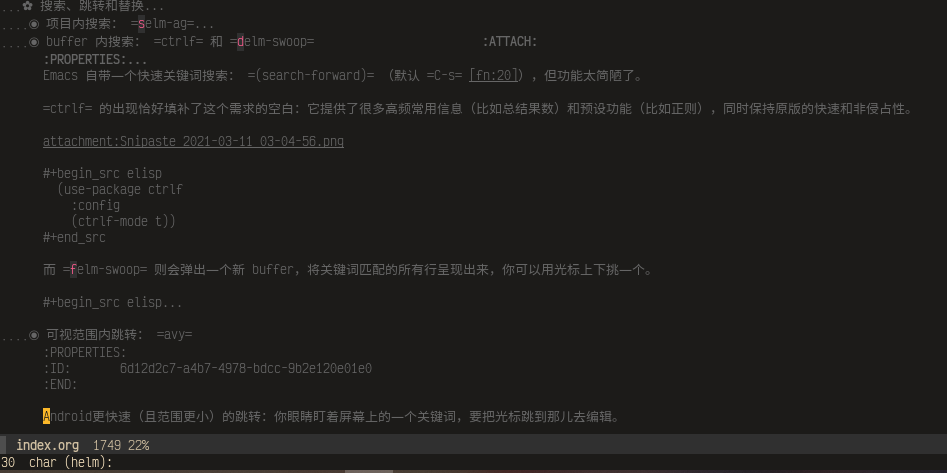 ...✿ 搜索、跳转和替换...
....◉ 项目内搜索： =selm-ag=...
....◉ buffer 内搜索： =ctrlf= 和 =delm-swoop= :ATTACH:
:PROPERTIES:...
Emacs 自带一个快速关键词搜索： =(search-forward)= （默认 =C-s= [fn:20]），但功能太简陋了。
=ctrlf= 的出现恰好填补了这个需求的空白：它提供了很多高频常用信息（比如总结果数）和预设功能（比如正则），同时保持原版的快速和非侵占性。
attachment:Snipaste_2021-03-11_03-04-56.png
#+begin_src elisp
(use-package ctrlf
:config
(ctrlf-mode t))
#+end_src
而 =felm-swoop= 则会弹出一个新 buffer，将关键词匹配的所有行呈现出来，你可以用光标上下挑一个。
#+begin_src elisp...
....◉ 可视范围内跳转： =avy=
:PROPERTIES:
:ID: 6d12d2c7-a4b7-4978-bdcc-9b2e120e01e0
:END:
Android更快速（且范围更小）的跳转：你眼睛盯着屏幕上的一个关键词，要把光标跳到那儿去编辑。
index.org 1749 22%
30 char (helm):